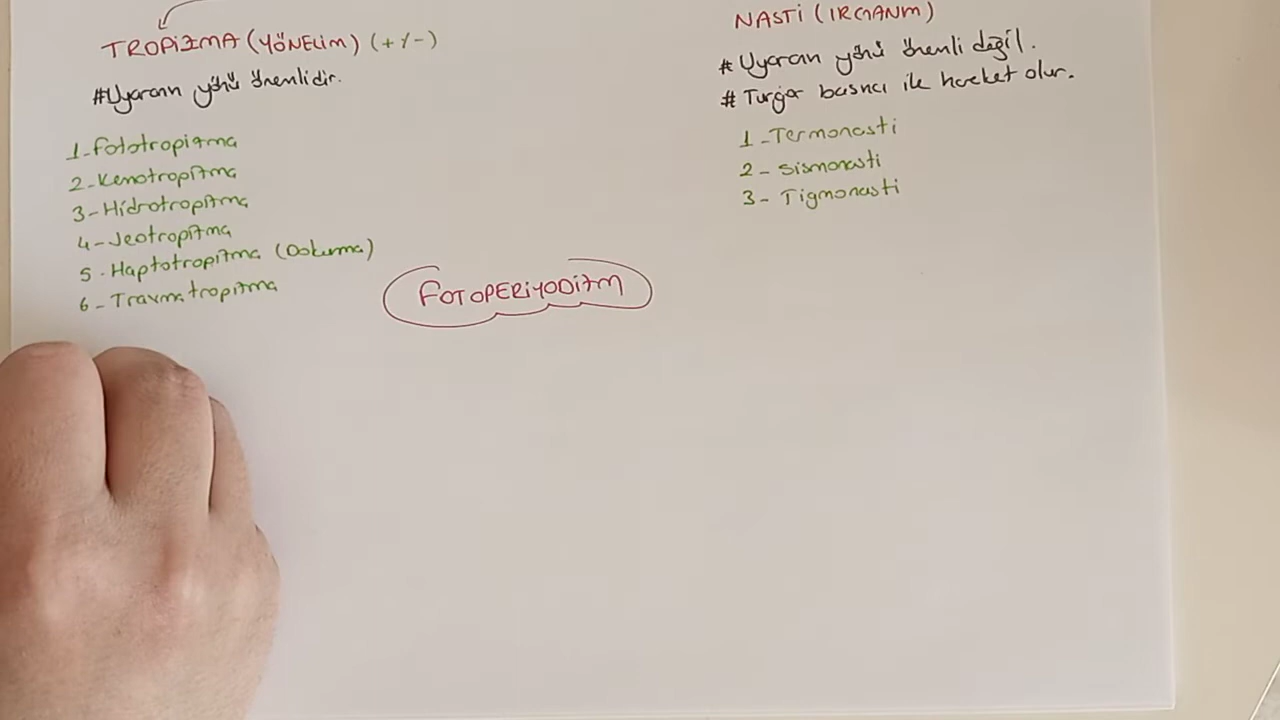 TROPİZMA (YÖNELİM) (+/-)
#Uyaranın yönü önemlidir.
1-Fototropizma
2-Kemotropizma
3-Hidrotropizma
4-Jeotropizma
5-Haptotropizma (Dokunma)
6-Travmatropizma
NASTİ (IRGANIM)
# Uyaran yönü önemli değil.
# Turgor basıncı ile hareket olur.
1-Termonasti
2-Sismonasti
3-Tigmonasti
FOTOPERİYODİZM